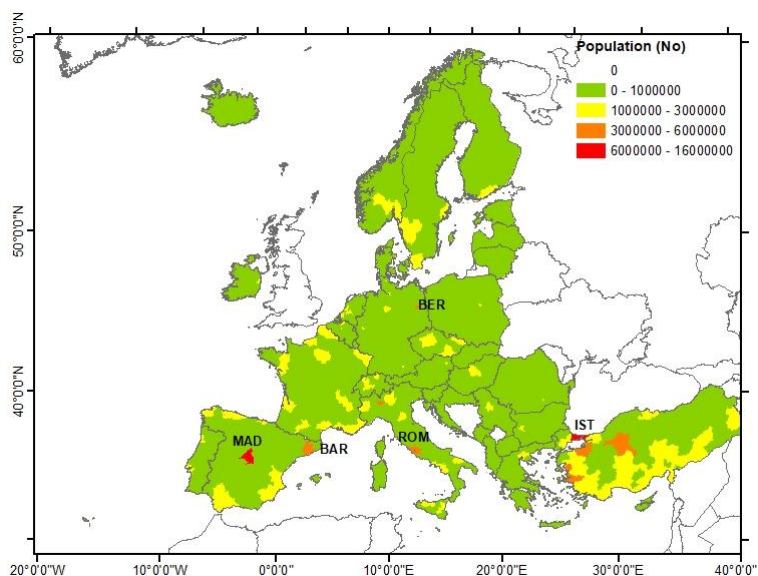 Population (No)
0
0 - 1000000
1000000 - 3000000
3000000 - 6000000
6000000 - 16000000
60°0'0"N
50°0'0"N
40°0'0"N
BER
IST
MAD
BAR
ROM
20°0'0"W
10°0'0"W
0°0'0"
10°0'0"E
20°0'0"E
30°0'0"E
40°0'0"E